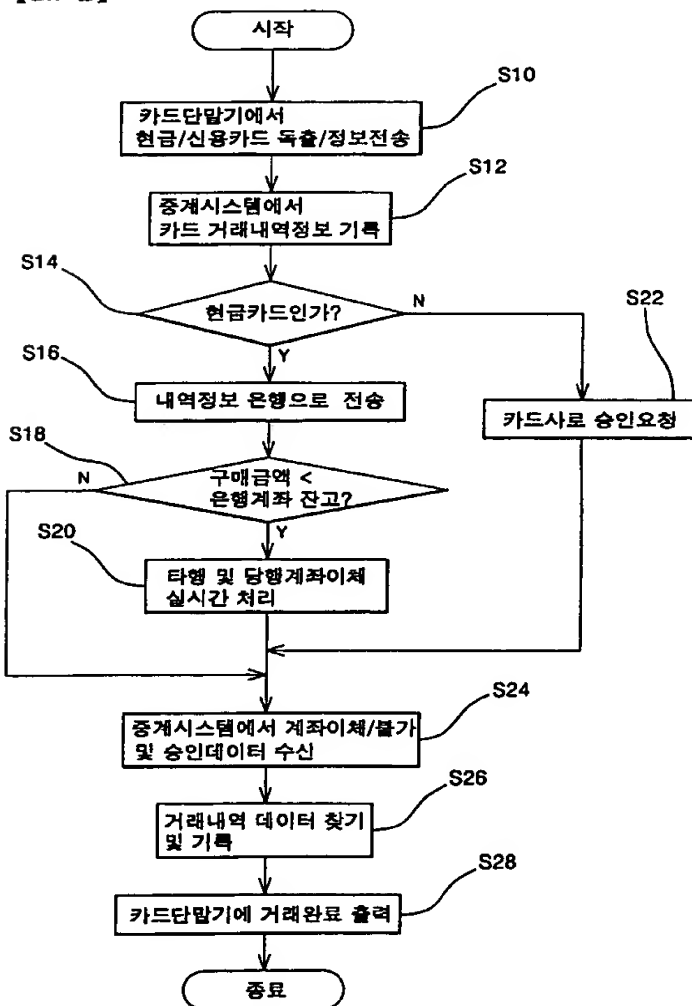 시작
S10
카드단말기에서
현금/신용카드 독출/정보전송
S12
중계시스템에서
카드 거래내역정보 기록
S14
현금카드인가?
N
Y
S22
S16
내역정보 은행으로 전송
카드사로 승인요청
S18
N
구매금액 <
은행계좌 잔고?
Y
S20
타행 및 당행계좌이체
실시간 처리
S24
중계시스템에서 계좌이체/불가
및 승인데이터 수신
S26
거래내역 데이터 찾기
및 기록
S28
카드단말기에 거래완료 출력
종료